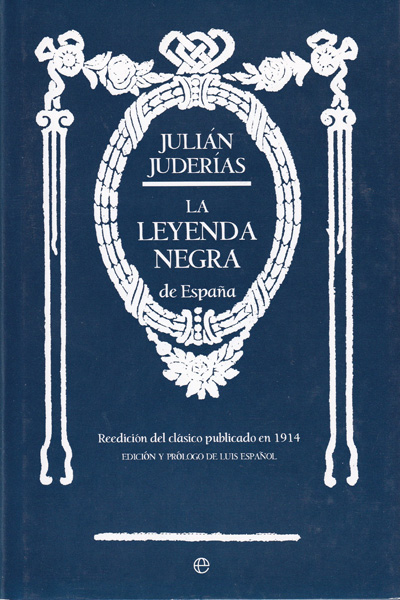 JULIÁN
JUDERÍAS
LA
LEYENDA
NEGRA
de España
Reedición del clásico publicado en 1914
EDICIÓN Y PRÓLOGO DE LUIS ESPAÑOL
e